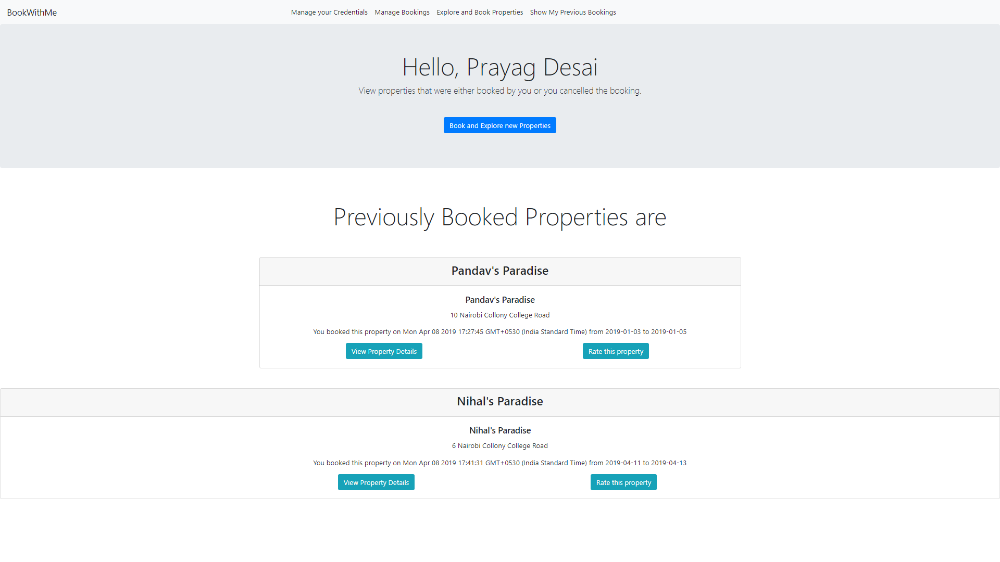 BookWithMe
Manage your Credentials Manage Bookings Explore and Book Properties Show My Previous Bookings
Hello, Prayag Desai
View properties that were either booked by you or you cancelled the booking.
Book and Explore new Properties
Previously Booked Properties are
Pandav's Paradise
Pandav's Paradise
10 Nairobi Collony College Road
You booked this property on Mon Apr 08 2019 17:27:45 GMT+0530 (India Standard Time) from 2019-01-03 to 2019-01-05
View Property Details
Rate this property
Nihal's Paradise
Nihal's Paradise
6 Nairobi Collony College Road
You booked this property on Mon Apr 08 2019 17:41:31 GMT+0530 (India Standard Time) from 2019-04-11 to 2019-04-13
View Property Details
Rate this property